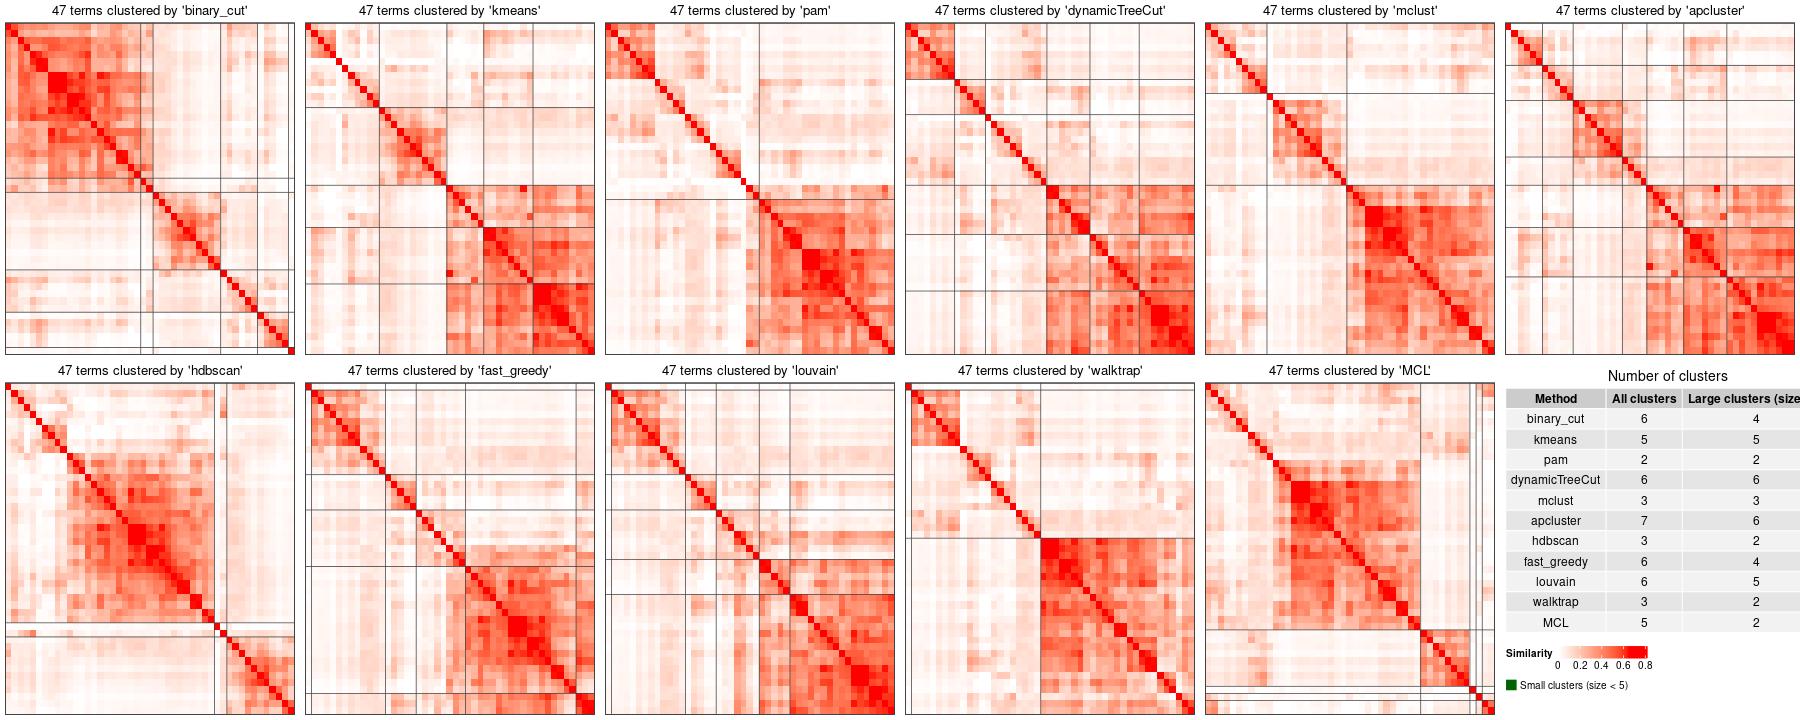 47 terms clustered by 'binary_cut'
47 terms clustered by 'kmeans'
47 terms clustered by 'pam'
47 terms clustered by 'dynamicTreeCut'
47 terms clustered by 'mclust'
47 terms clustered by 'apcluster'
47 terms clustered by 'hdbscan'
47 terms clustered by 'fast_greedy'
47 terms clustered by 'louvain'
47 terms clustered by 'walktrap'
47 terms clustered by 'MCL'
Number of clusters
Method All clusters Large clusters (size
binary_cut 6 4
kmeans 5 5
pam 2 2
dynamicTreeCut 6 6
mclust 3 3
apcluster 7 6
hdbscan 3 2
fast_greedy 6 4
louvain 6 5
walktrap 3 2
MCL 5 2
Similarity
0 0.2 0.4 0.6 0.8
Small clusters (size < 5)